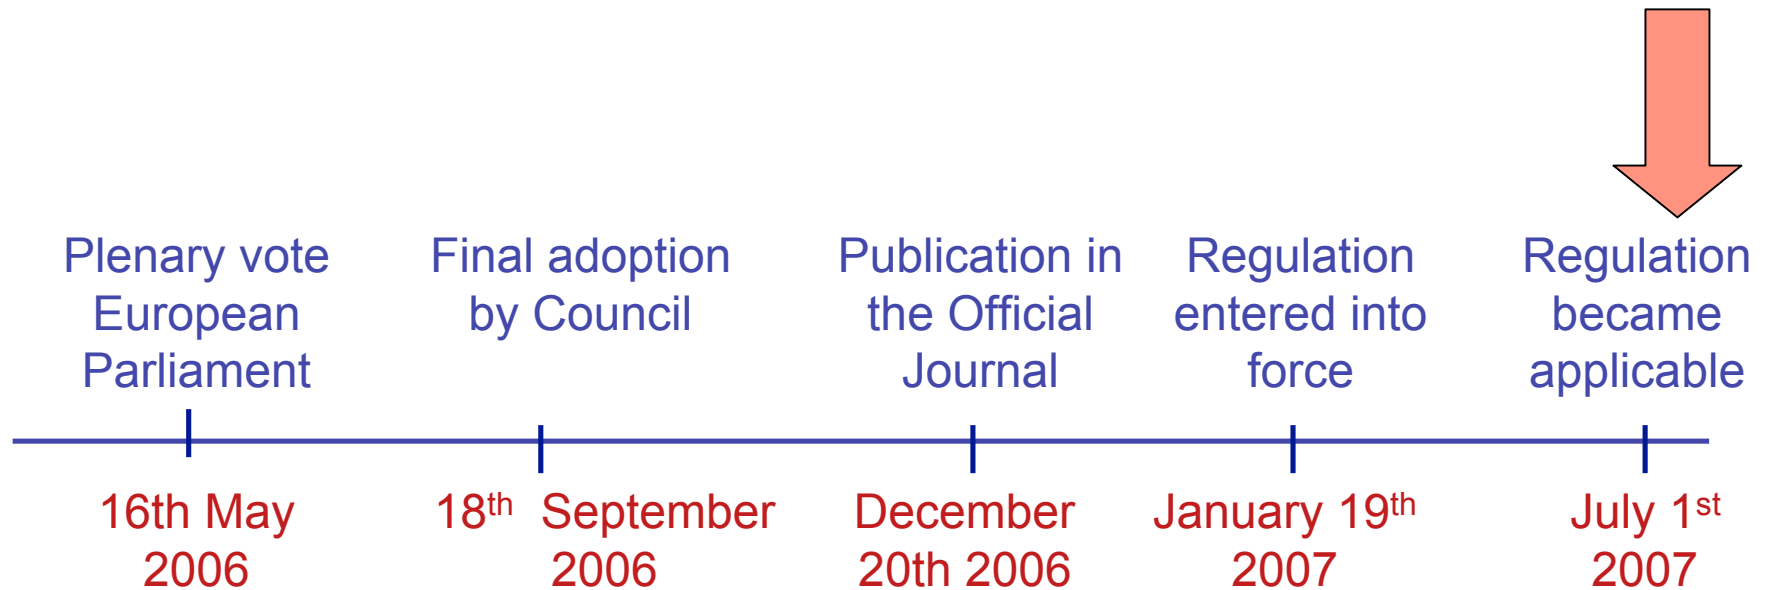 Plenary vote
European
Parliament
Final adoption
by Council
Publication in
the Official
Journal
Regulation
entered into
force
Regulation
became
applicable
16th May
2006
18th September
2006
December
20th 2006
January 19th
2007
July 1st
2007